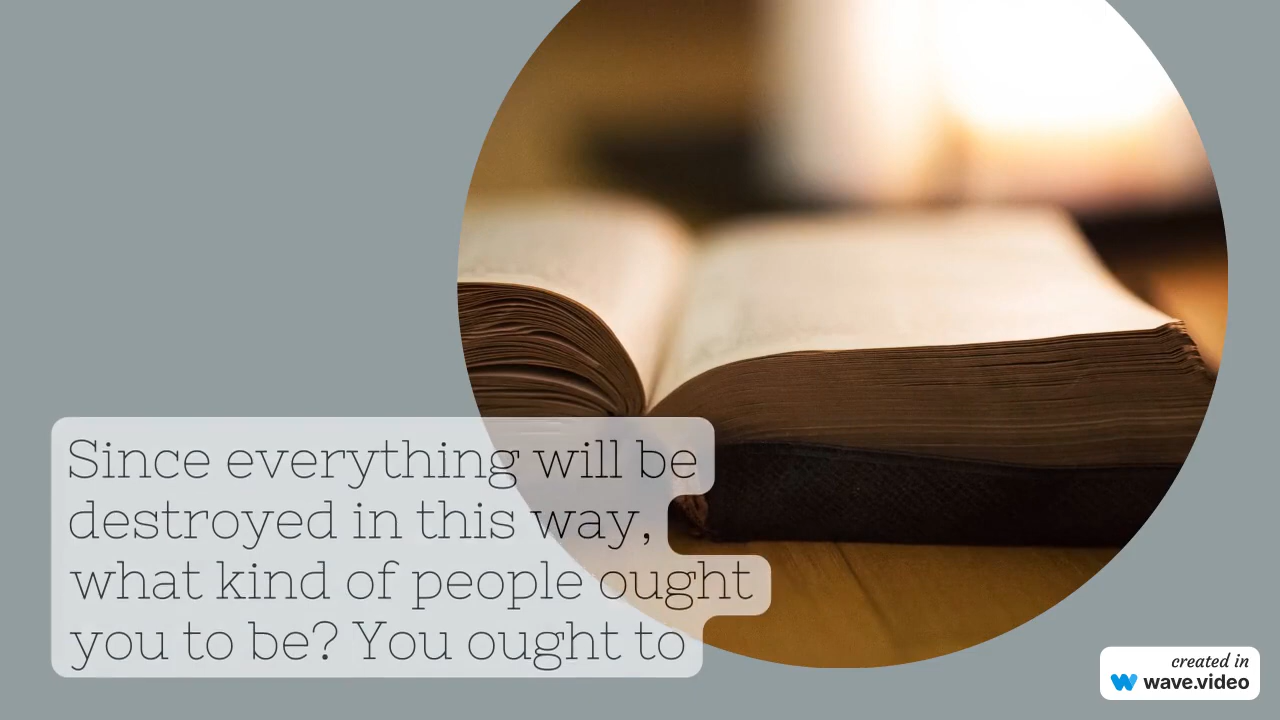 Since everything will be
destroyed in this way,
what kind of people ought
you to be? You ought to
created in
wave.video